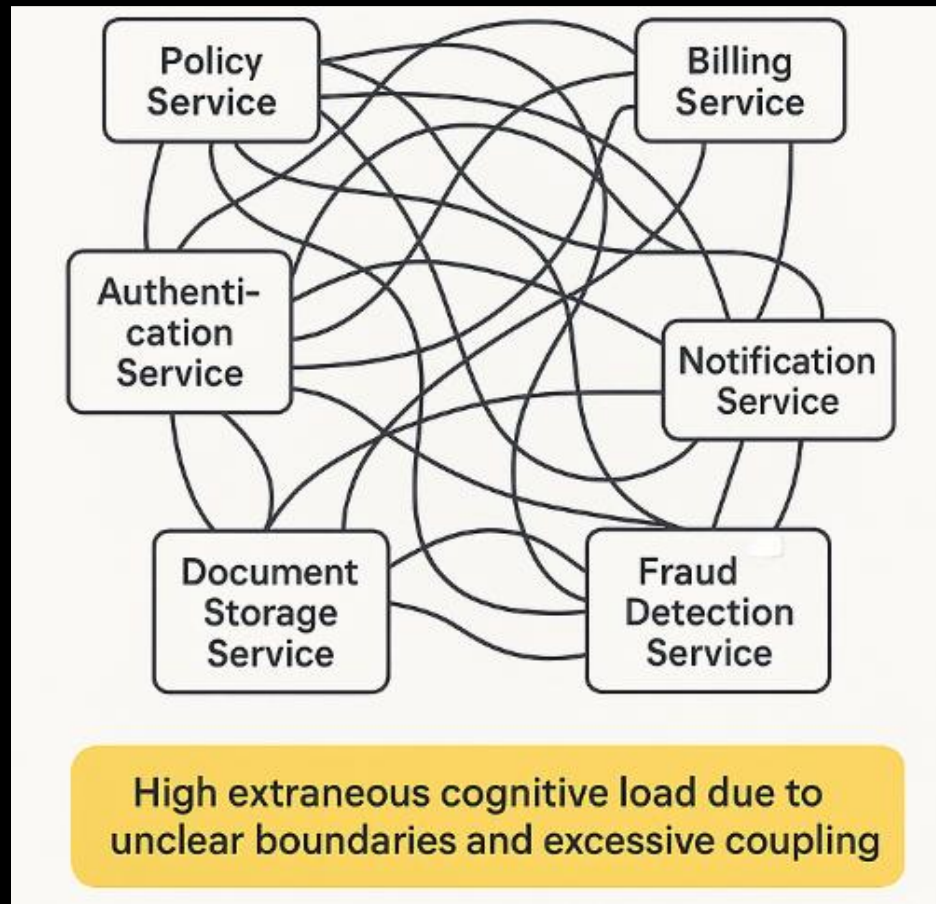 Policy
Service
Billing
Service
Authenti-
cation
Service
Notification
Service
Document
Storage
Service
Fraud
Detection
Service
High extraneous cognitive load due to
unclear boundaries and excessive coupling